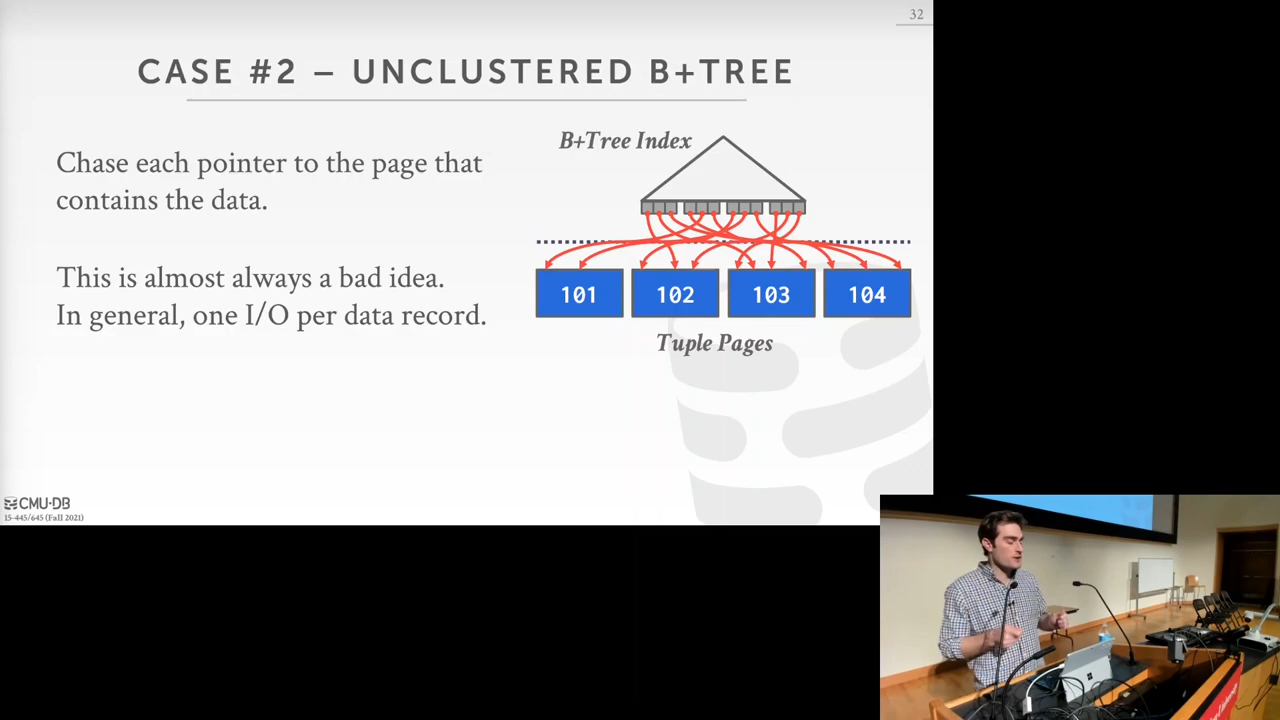 32
CASE #2 – UNCLUSTERED B+TREE
Chase each pointer to the page that
contains the data.
This is almost always a bad idea.
In general, one I/O per data record.
B+Tree Index
101 102 103 104
Tuple Pages
CMU·DB
15-445/645 (Fall 2021)